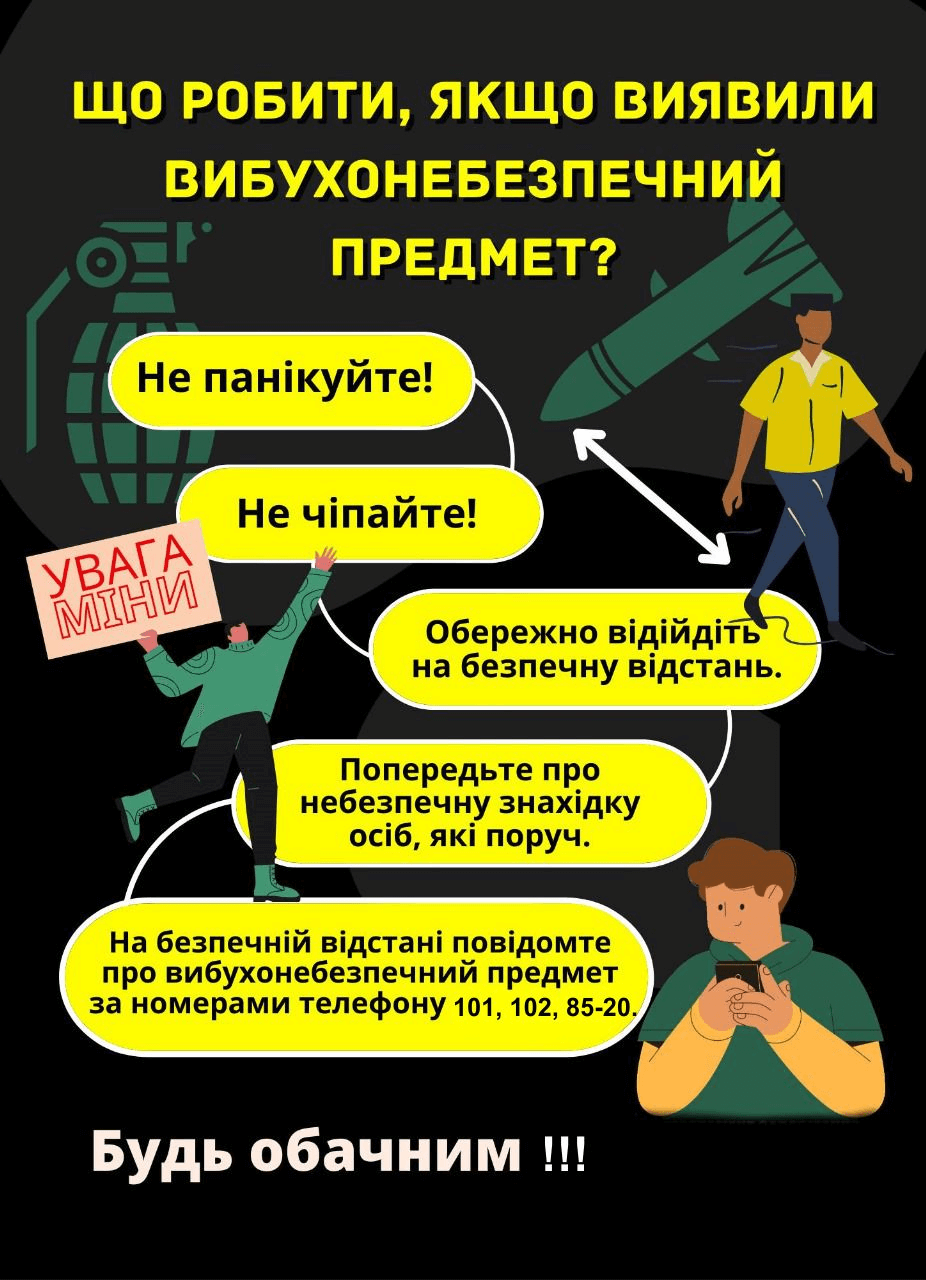 ЩО РОБИТИ, ЯКЩО ВИЯВИЛИ
ВИБУХОНЕБЕЗПЕЧНИЙ
ПРЕДМЕТ?
Не панікуйте!
Не чіпайте!
УВАГА
МІНИ
Обережно відійдіть
на безпечну відстань.
Попередьте про
небезпечну знахідку
осіб, які поруч.
На безпечній відстані повідомте
про вибухонебезпечний предмет
за номерами телефону 101, 102, 85-20.
Будь обачним !!!